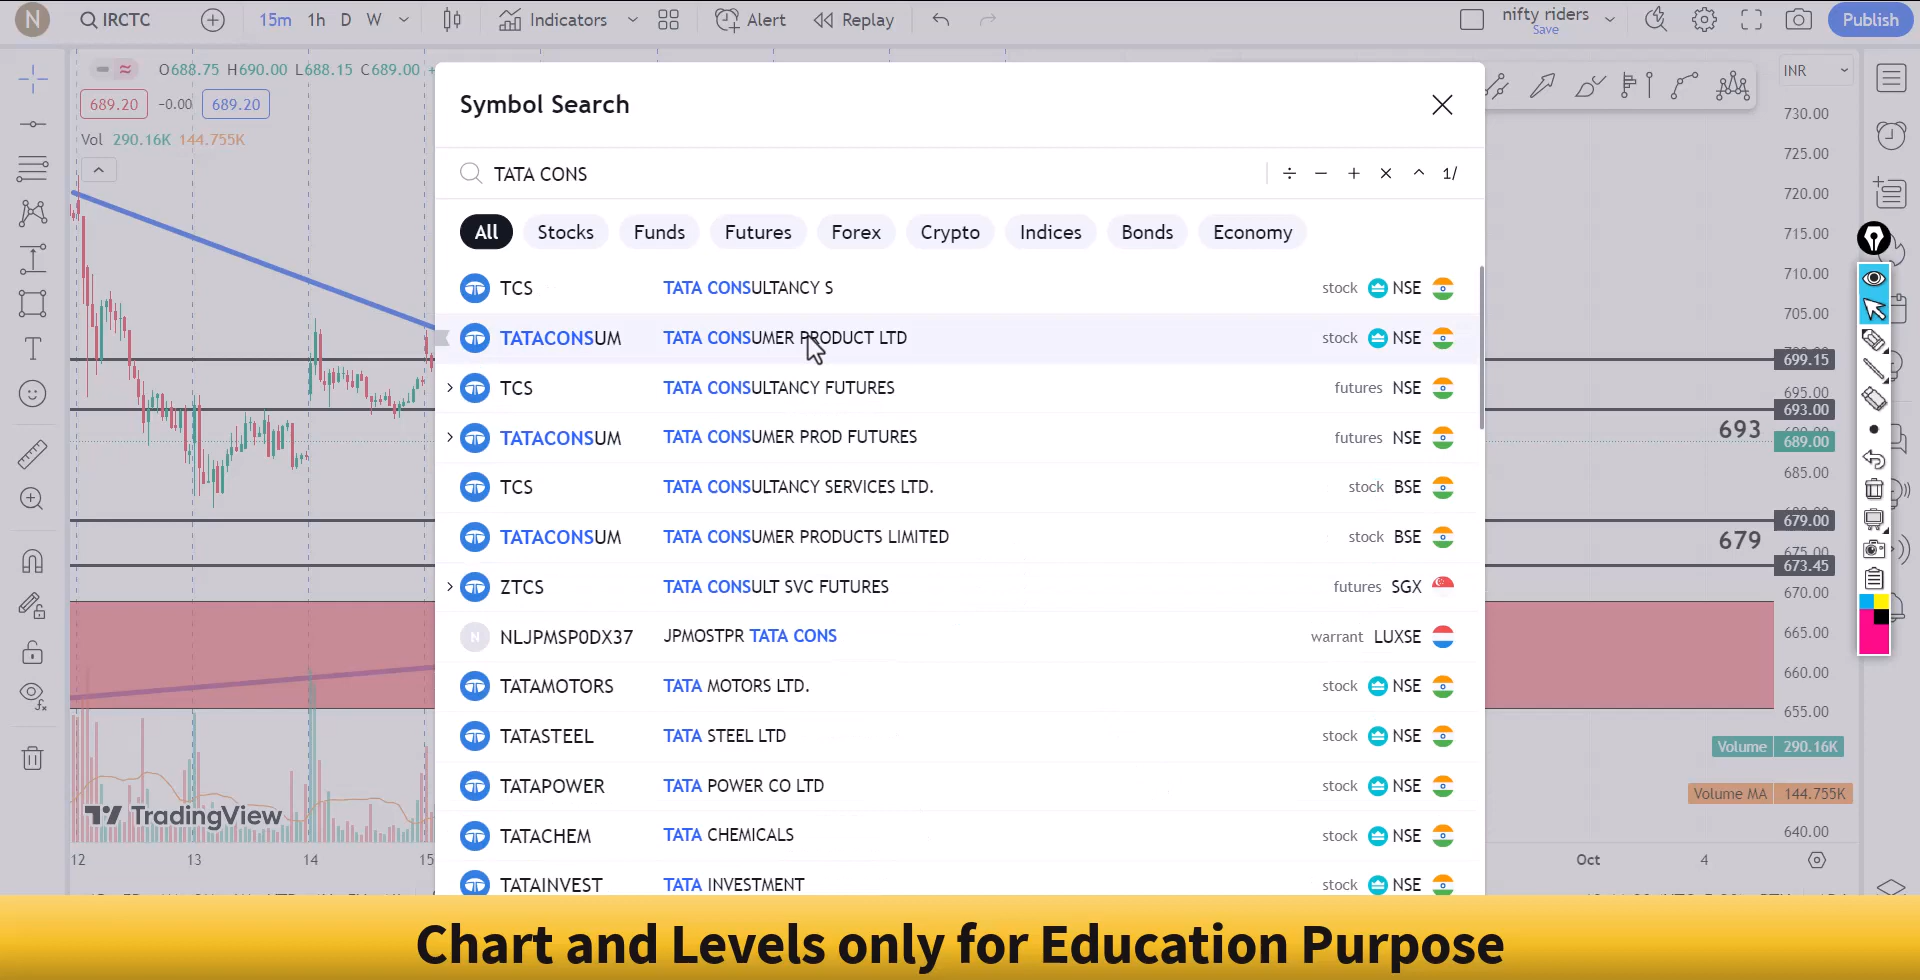 N IRCTC 15m 1h D W Indicators Alert Replay nifty riders Save Publish
O688.75 H690.00 L688.15 C689.00
689.20 −0.00 689.20
Vol 290.16K 144.755K
Symbol Search
TATA CONS ÷ − + × ^ 1/
All Stocks Funds Futures Forex Crypto Indices Bonds Economy
TCS TATA CONSULTANCY S stock NSE
TATACONSUM TATA CONSUMER PRODUCT LTD stock NSE
TCS TATA CONSULTANCY FUTURES futures NSE
TATACONSUM TATA CONSUMER PROD FUTURES futures NSE
TCS TATA CONSULTANCY SERVICES LTD. stock BSE
TATACONSUM TATA CONSUMER PRODUCTS LIMITED stock BSE
ZTCS TATA CONSULT SVC FUTURES futures SGX
N NLJPMSP0DX37 JPMOSTPR TATA CONS warrant LUXSE
TATAMOTORS TATA MOTORS LTD. stock NSE
TATASTEEL TATA STEEL LTD stock NSE
TATAPOWER TATA POWER CO LTD stock NSE
TATACHEM TATA CHEMICALS stock NSE
TATAINVEST TATA INVESTMENT stock NSE
INR
730.00
725.00
720.00
715.00
710.00
705.00
699.15
695.00
693.00
693
689.00
685.00
679.00
679
675.00
673.45
670.00
665.00
660.00
655.00
Volume 290.16K
Volume MA 144.755K
640.00
TradingView
12 13 14 15 Oct 4
Chart and Levels only for Education Purpose